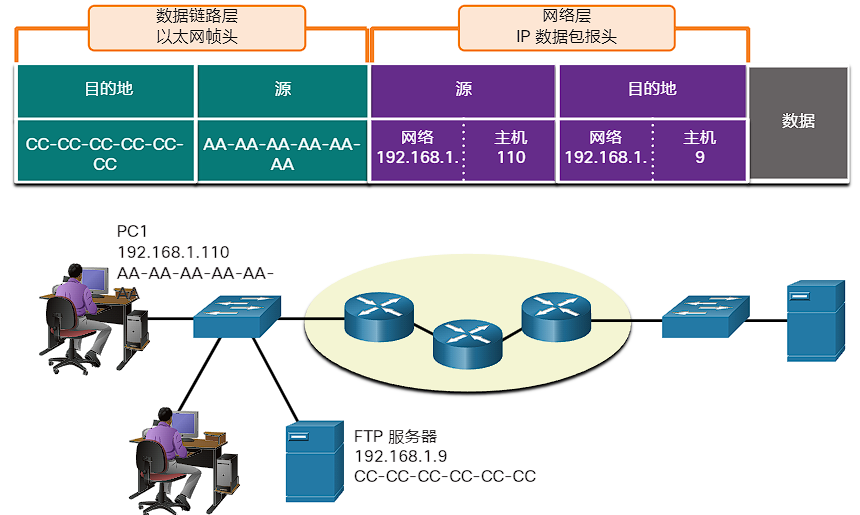 数据链路层
以太网帧头
网络层
IP 数据包报头
目的地
源
源
目的地
数据
CC-CC-CC-CC-CC-
CC
AA-AA-AA-AA-AA-
AA
网络
192.168.1.
主机
110
网络
192.168.1.
主机
9
PC1
192.168.1.110
AA-AA-AA-AA-AA-
AA
FTP 服务器
192.168.1.9
CC-CC-CC-CC-CC-CC